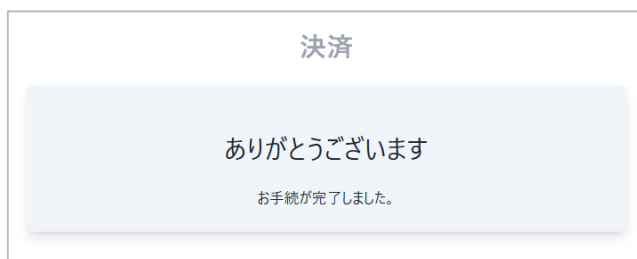 決済
ありがとうございます
お手続が完了しました。